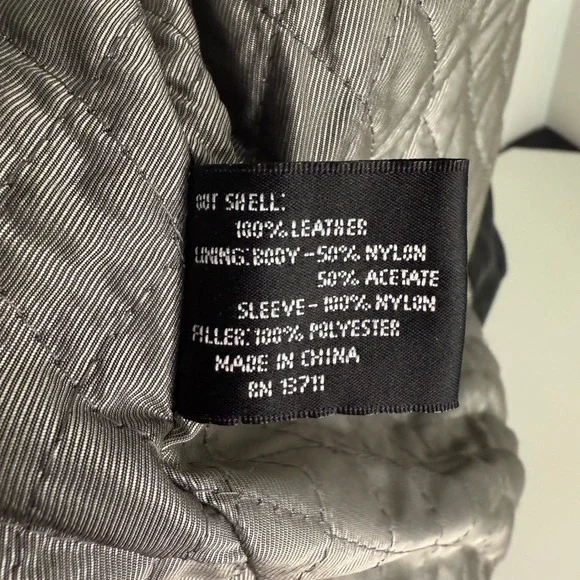 OUT SHELL:
100% LEATHER
LINING: BODY - 50% NYLON
50% ACETATE
SLEEVE - 100% NYLON
FILLER: 100% POLYESTER
MADE IN CHINA
RN 13711